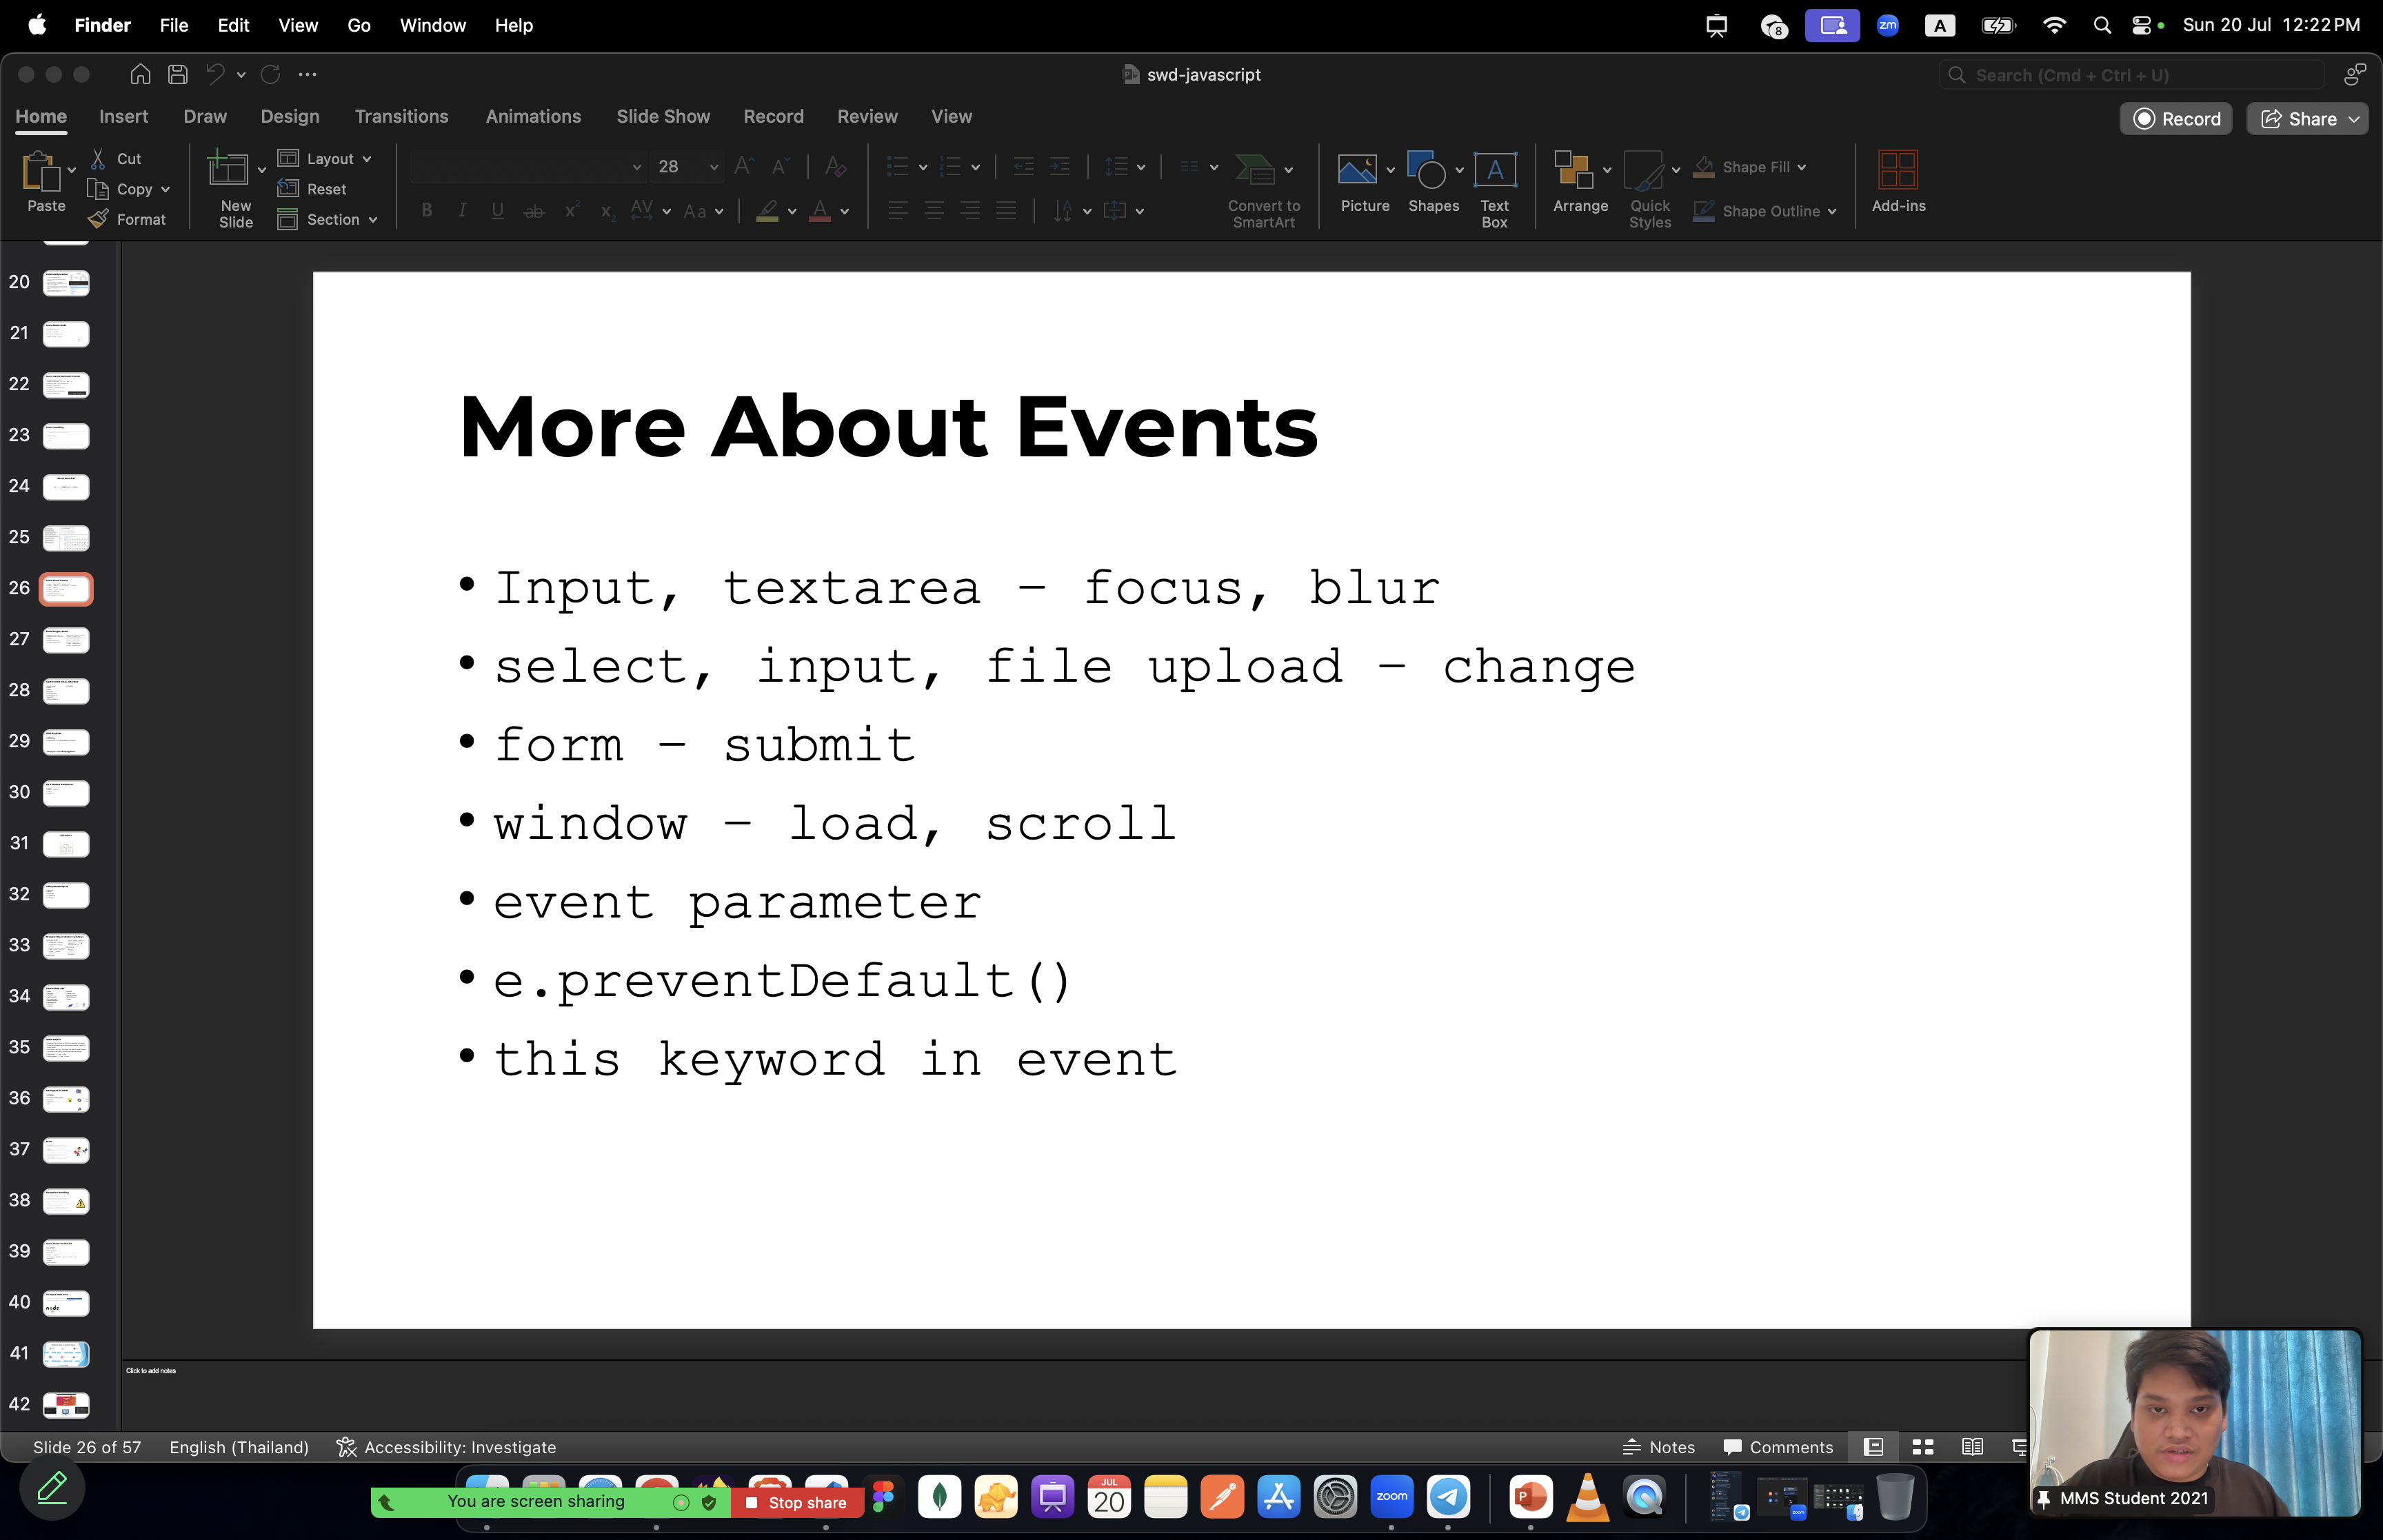 Finder File Edit View Go Window Help
8
zm
A
Sun 20 Jul 12:22 PM
swd-javascript
Search (Cmd + Ctrl + U)
Home Insert Draw Design Transitions Animations Slide Show Record Review View
Record
Share
Paste
Cut
Copy
Format
New Slide
Layout
Reset
Section
28
Convert to SmartArt
Picture
Shapes
Text Box
Arrange
Quick Styles
Shape Fill
Shape Outline
Add-ins
20
21
22
23
24
25
26
27
28
29
30
31
32
33
34
35
36
37
38
39
40
41
42
More About Events
• Input, textarea – focus, blur
• select, input, file upload – change
• form – submit
• window – load, scroll
• event parameter
• e.preventDefault()
• this keyword in event
Click to add notes
Slide 26 of 57
English (Thailand)
Accessibility: Investigate
Notes
Comments
MMS Student 2021
You are screen sharing
Stop share
JUL
20
zoom